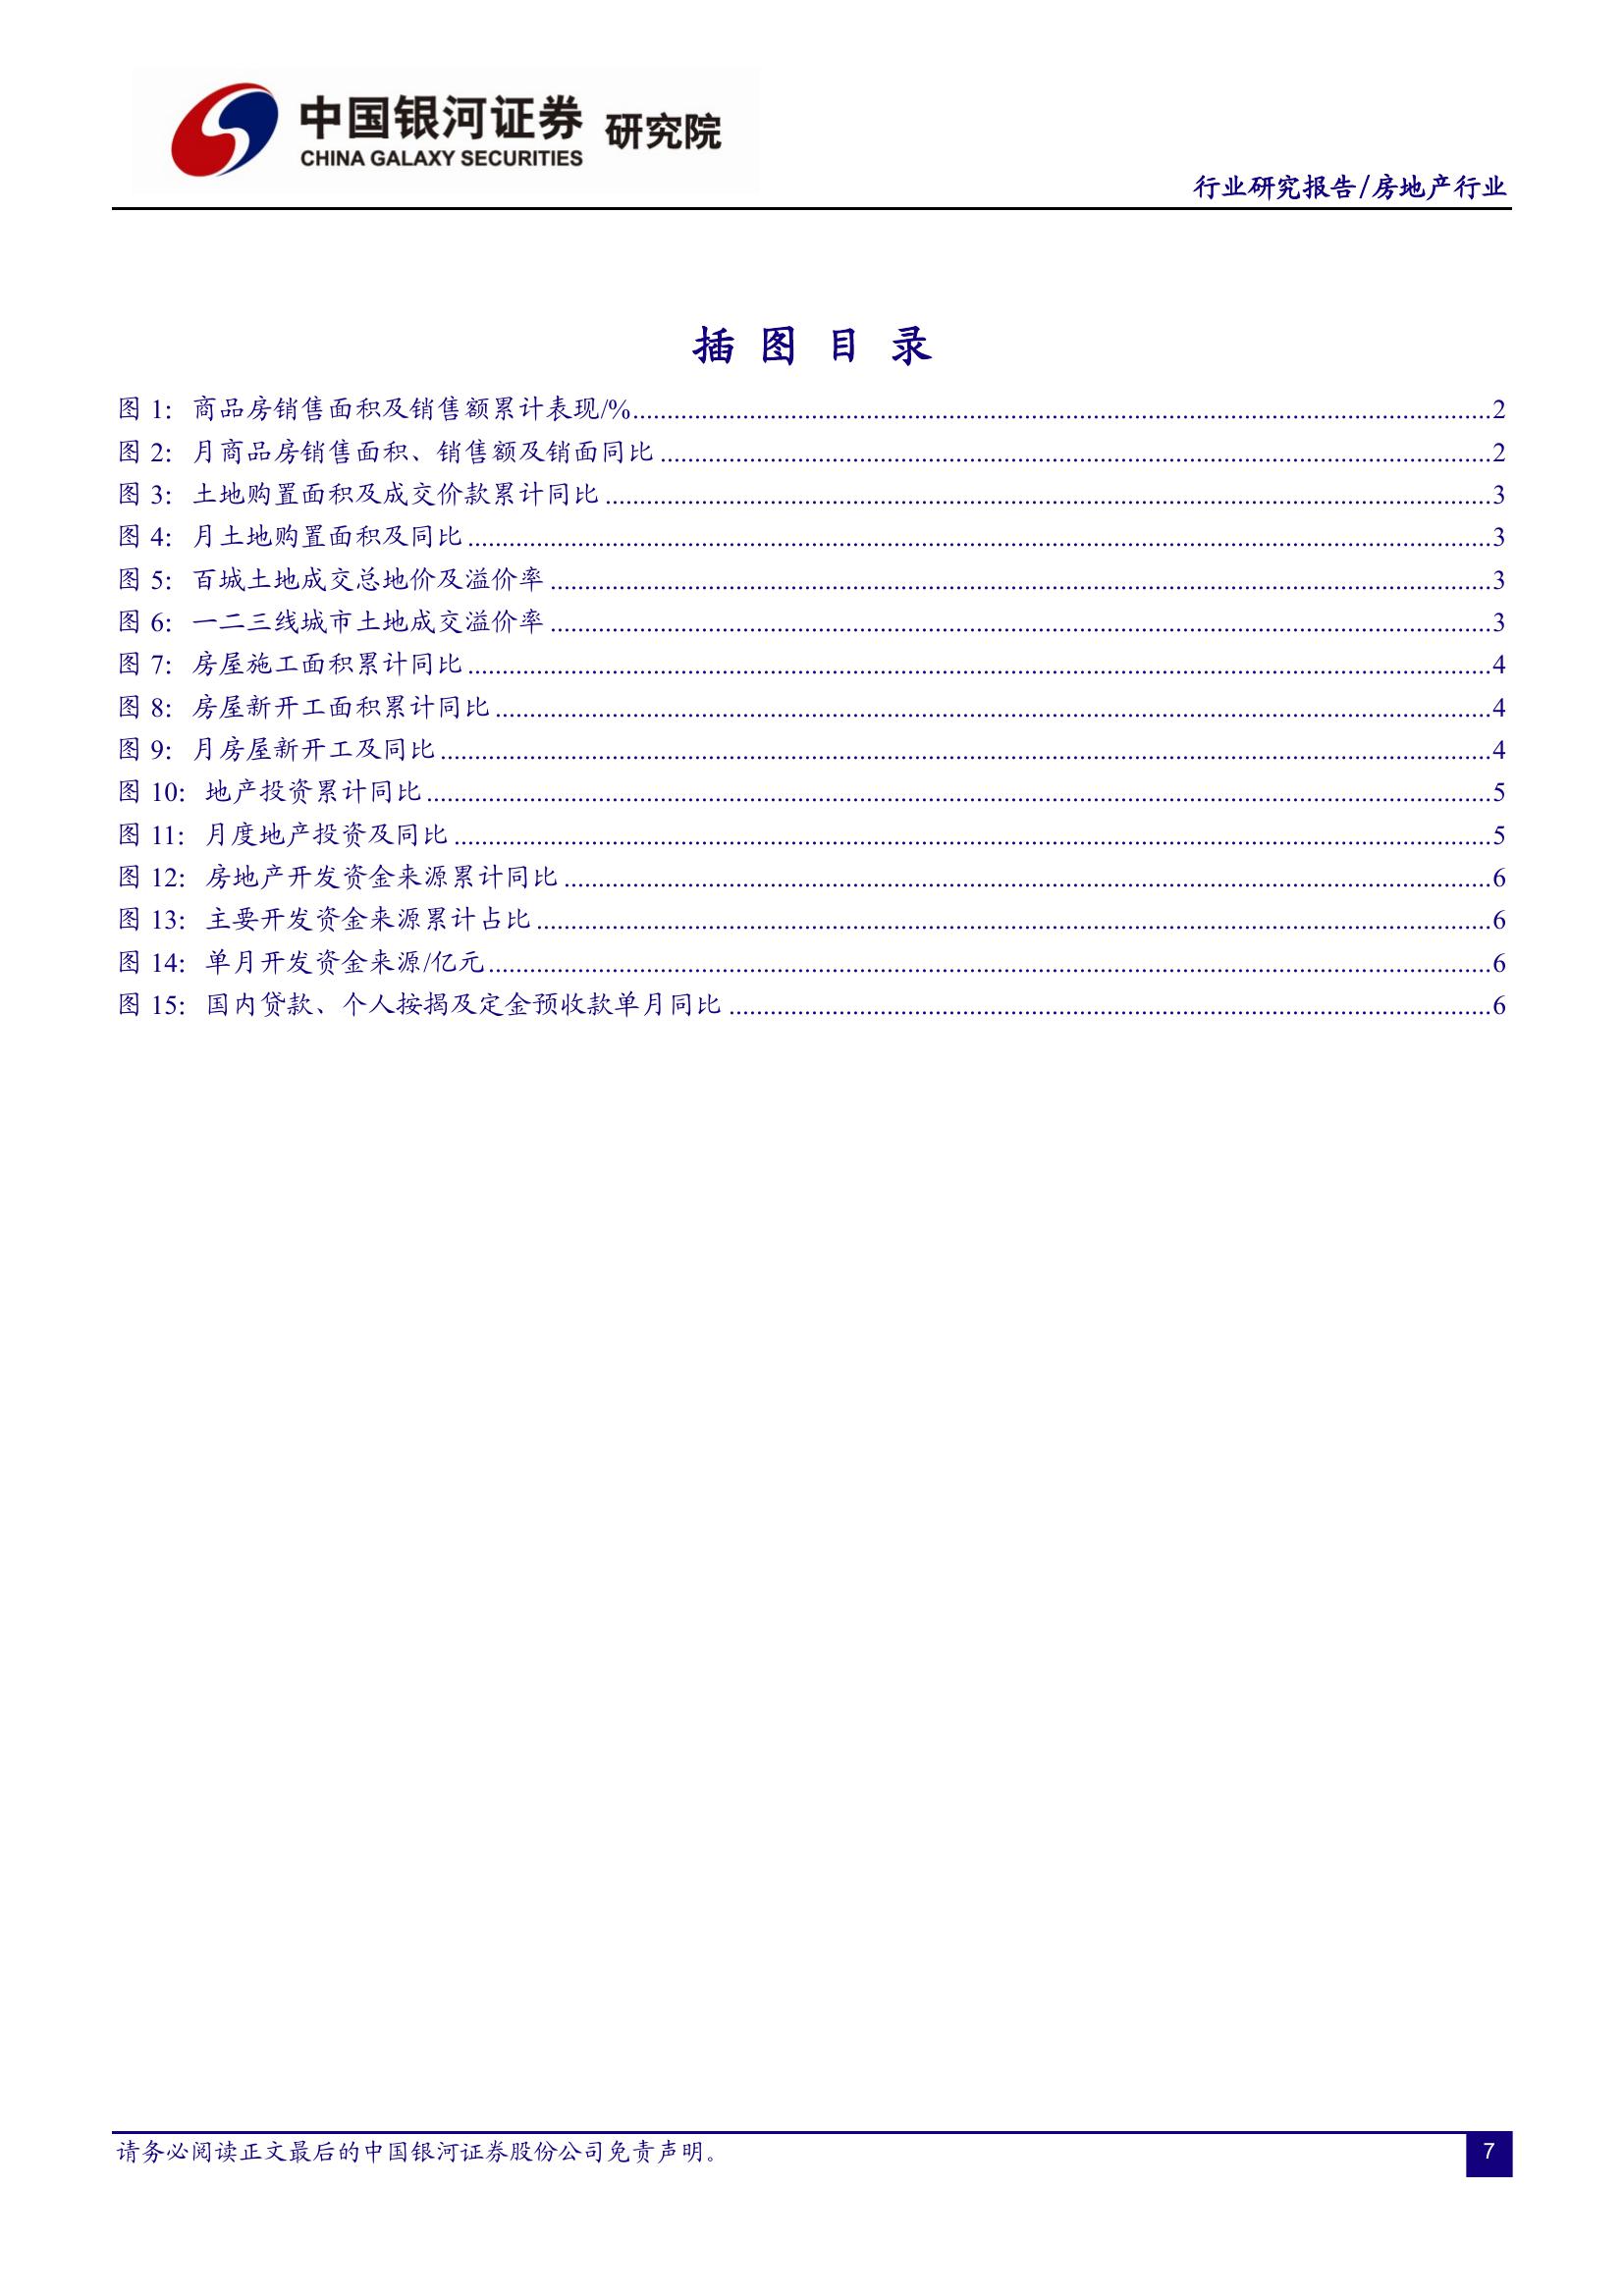 中国银河证券 研究院
CHINA GALAXY SECURITIES
行业研究报告/房地产行业
插 图 目 录
图 1: 商品房销售面积及销售额累计表现/%....................2
图 2: 月商品房销售面积、销售额及销面同比....................2
图 3: 土地购置面积及成交价款累计同比....................3
图 4: 月土地购置面积及同比....................3
图 5: 百城土地成交总地价及溢价率....................3
图 6: 一二三线城市土地成交溢价率....................3
图 7: 房屋施工面积累计同比....................4
图 8: 房屋新开工面积累计同比....................4
图 9: 月房屋新开工及同比....................4
图 10: 地产投资累计同比....................5
图 11: 月度地产投资及同比....................5
图 12: 房地产开发资金来源累计同比....................6
图 13: 主要开发资金来源累计占比....................6
图 14: 单月开发资金来源/亿元....................6
图 15: 国内贷款、个人按揭及定金预收款单月同比....................6
请务必阅读正文最后的中国银河证券股份公司免责声明。
7